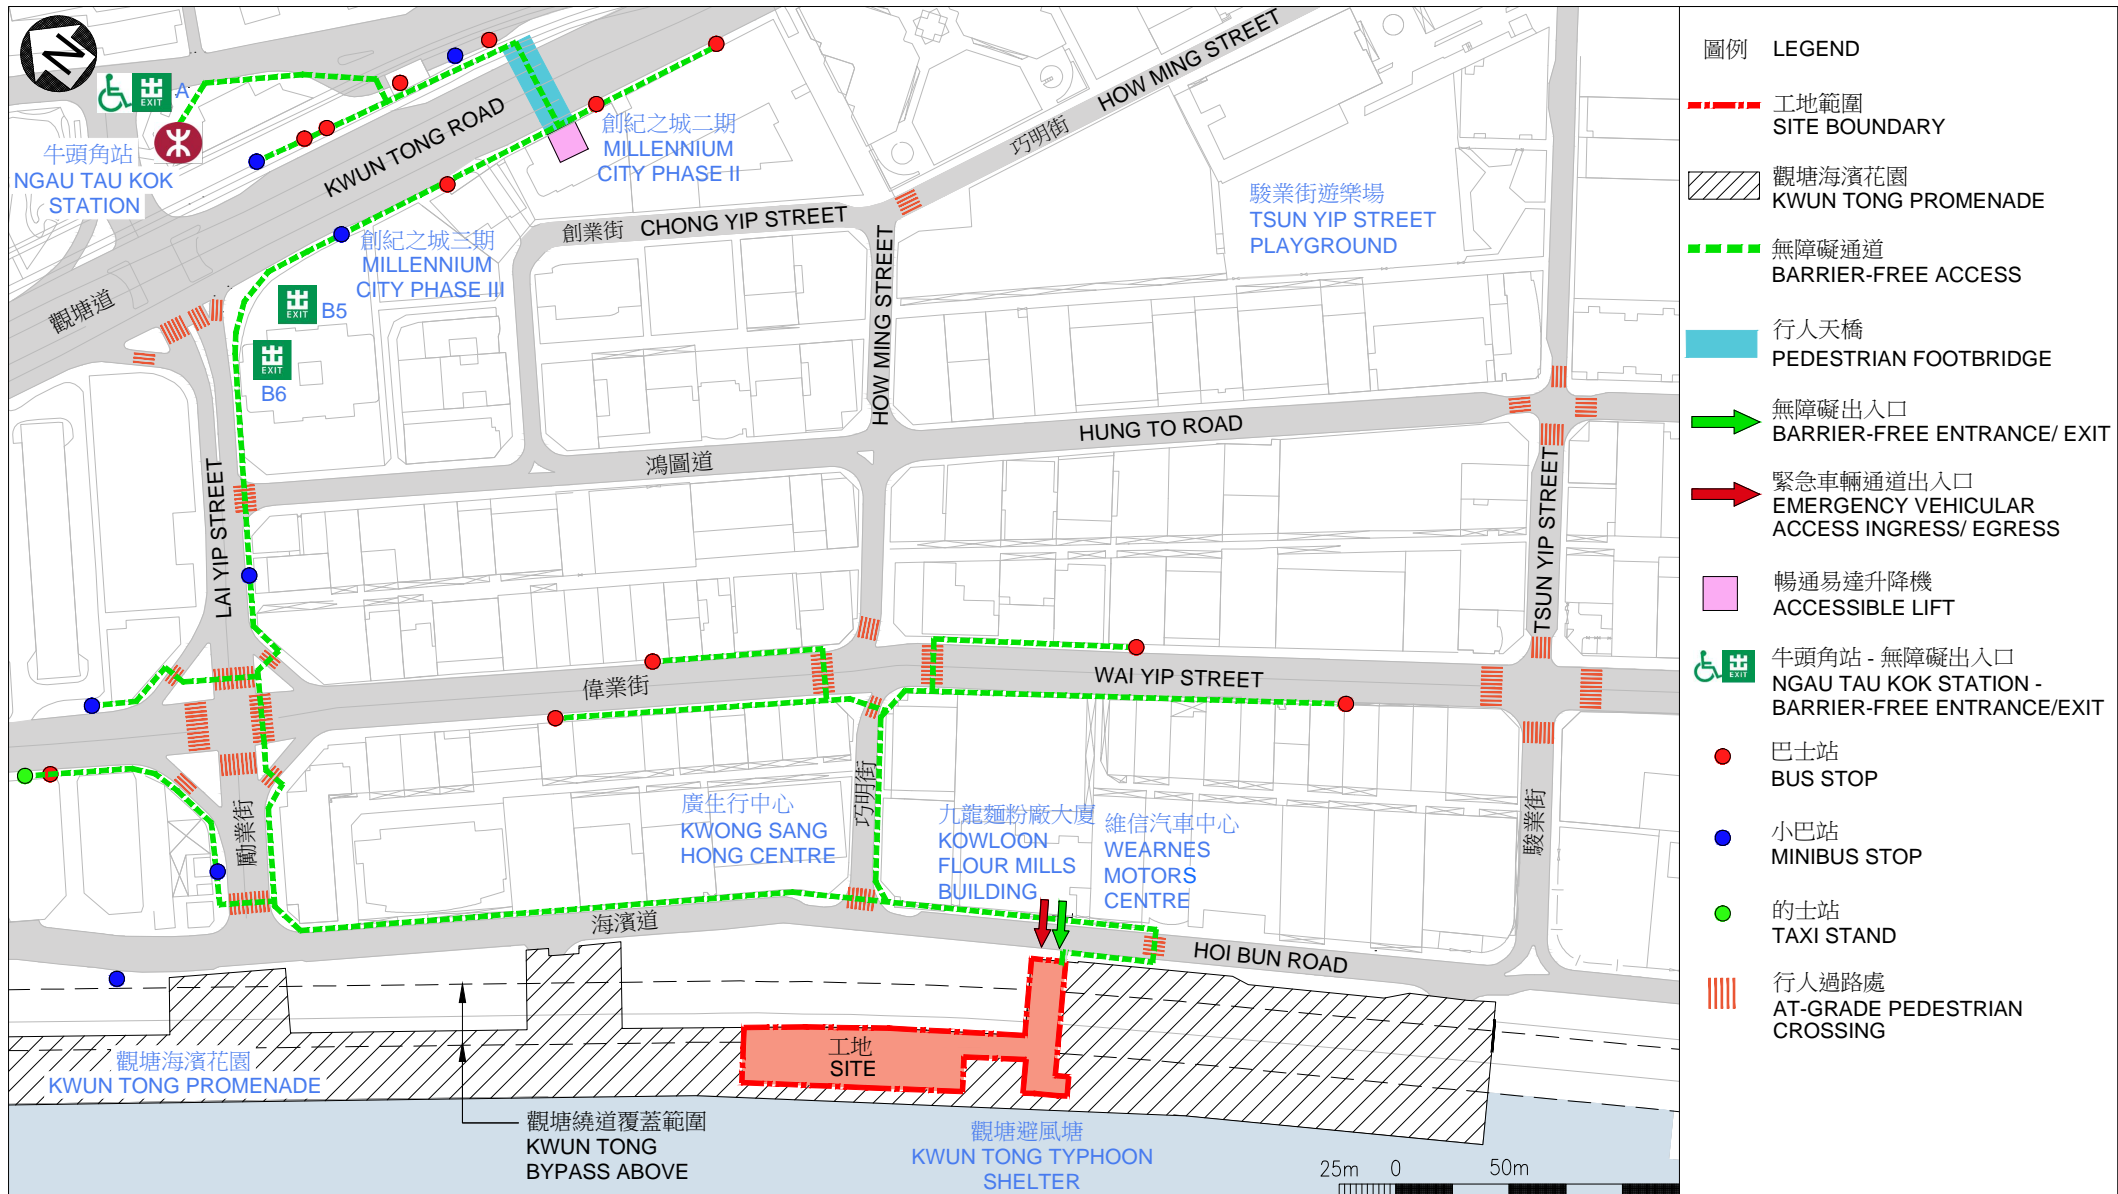 N
出
EXIT
A
牛頭角站
NGAU TAU KOK
STATION
KWUN TONG ROAD
創紀之城二期
MILLENNIUM
CITY PHASE II
巧明街 HOW MING STREET
駿業街遊樂場
TSUN YIP STREET
PLAYGROUND
創業街 CHONG YIP STREET
創紀之城三期
MILLENNIUM
CITY PHASE III
觀塘道
出
EXIT
B5
出
EXIT
B6
HOW MING STREET
鴻圖道
HUNG TO ROAD
LAI YIP STREET
TSUN YIP STREET
偉業街
WAI YIP STREET
勵業街
廣生行中心
KWONG SANG
HONG CENTRE
巧明街
九龍麵粉廠大廈
KOWLOON
FLOUR MILLS
BUILDING
維信汽車中心
WEARNES
MOTORS
CENTRE
駿業街
海濱道
HOI BUN ROAD
工地
SITE
觀塘海濱花園
KWUN TONG PROMENADE
觀塘繞道覆蓋範圍
KWUN TONG
BYPASS ABOVE
觀塘避風塘
KWUN TONG TYPHOON
SHELTER
25m 0 50m
圖例 LEGEND
工地範圍
SITE BOUNDARY
觀塘海濱花園
KWUN TONG PROMENADE
無障礙通道
BARRIER-FREE ACCESS
行人天橋
PEDESTRIAN FOOTBRIDGE
無障礙出入口
BARRIER-FREE ENTRANCE/ EXIT
緊急車輛通道出入口
EMERGENCY VEHICULAR
ACCESS INGRESS/ EGRESS
暢通易達升降機
ACCESSIBLE LIFT
出
EXIT
牛頭角站 - 無障礙出入口
NGAU TAU KOK STATION -
BARRIER-FREE ENTRANCE/EXIT
巴士站
BUS STOP
小巴站
MINIBUS STOP
的士站
TAXI STAND
行人過路處
AT-GRADE PEDESTRIAN
CROSSING